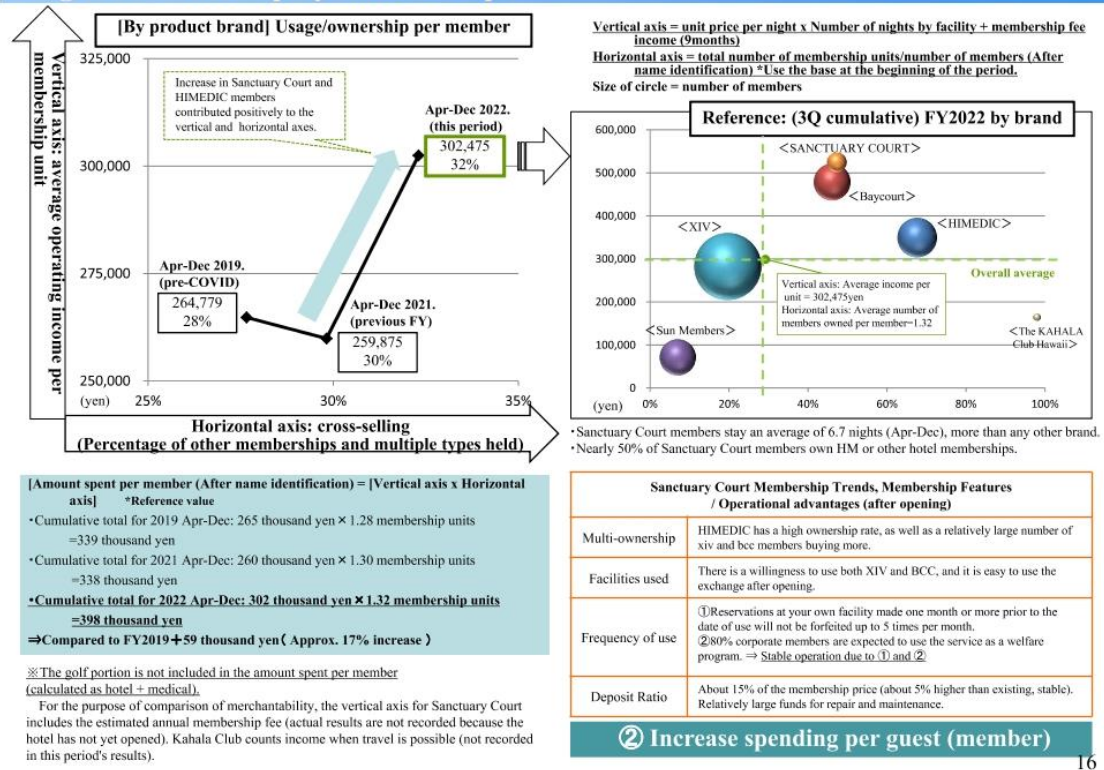 [By product brand] Usage/ownership per member
Vertical axis: average operating income per
membership unit
325,000
300,000
275,000
250,000
(yen)
25%
30%
35%
Increase in Sanctuary Court and
HIMEDIC members
contributed positively to the
vertical and horizontal axes.
Apr-Dec 2022.
(this period)
302,475
32%
Apr-Dec 2019.
(pre-COVID)
264,779
28%
Apr-Dec 2021.
(previous FY)
259,875
30%
Horizontal axis: cross-selling
(Percentage of other memberships and multiple types held)
Vertical axis = unit price per night x Number of nights by facility + membership fee
income (9months)
Horizontal axis = total number of membership units/number of members (After
name identification) *Use the base at the beginning of the period.
Size of circle = number of members
Reference: (3Q cumulative) FY2022 by brand
600,000
500,000
400,000
300,000
200,000
100,000
0
(yen)
0%
20%
40%
60%
80%
100%
<SANCTUARY COURT>
<Baycourt>
<XIV>
<HIMEDIC>
Overall average
Vertical axis: Average income per
unit = 302,475yen
Horizontal axis: Average number of
members owned per member=1.32
<Sun Members>
<The KAHALA
Club Hawaii>
・Sanctuary Court members stay an average of 6.7 nights (Apr-Dec), more than any other brand.
・Nearly 50% of Sanctuary Court members own HM or other hotel memberships.
[Amount spent per member (After name identification) = [Vertical axis x Horizontal
axis] *Reference value
・Cumulative total for 2019 Apr-Dec: 265 thousand yen × 1.28 membership units
=339 thousand yen
・Cumulative total for 2021 Apr-Dec: 260 thousand yen × 1.30 membership units
=338 thousand yen
・Cumulative total for 2022 Apr-Dec: 302 thousand yen × 1.32 membership units
=398 thousand yen
⇒Compared to FY2019＋59 thousand yen( Approx. 17% increase )
※The golf portion is not included in the amount spent per member
(calculated as hotel + medical).
For the purpose of comparison of merchantability, the vertical axis for Sanctuary Court
includes the estimated annual membership fee (actual results are not recorded because the
hotel has not yet opened). Kahala Club counts income when travel is possible (not recorded
in this period's results).
Sanctuary Court Membership Trends, Membership Features
/ Operational advantages (after opening)
Multi-ownership
HIMEDIC has a high ownership rate, as well as a relatively large number of
xiv and bcc members buying more.
Facilities used
There is a willingness to use both XIV and BCC, and it is easy to use the
exchange after opening.
Frequency of use
①Reservations at your own facility made one month or more prior to the
date of use will not be forfeited up to 5 times per month.
②80% corporate members are expected to use the service as a welfare
program. ⇒ Stable operation due to ① and ②
Deposit Ratio
About 15% of the membership price (about 5% higher than existing, stable).
Relatively large funds for repair and maintenance.
② Increase spending per guest (member)
16